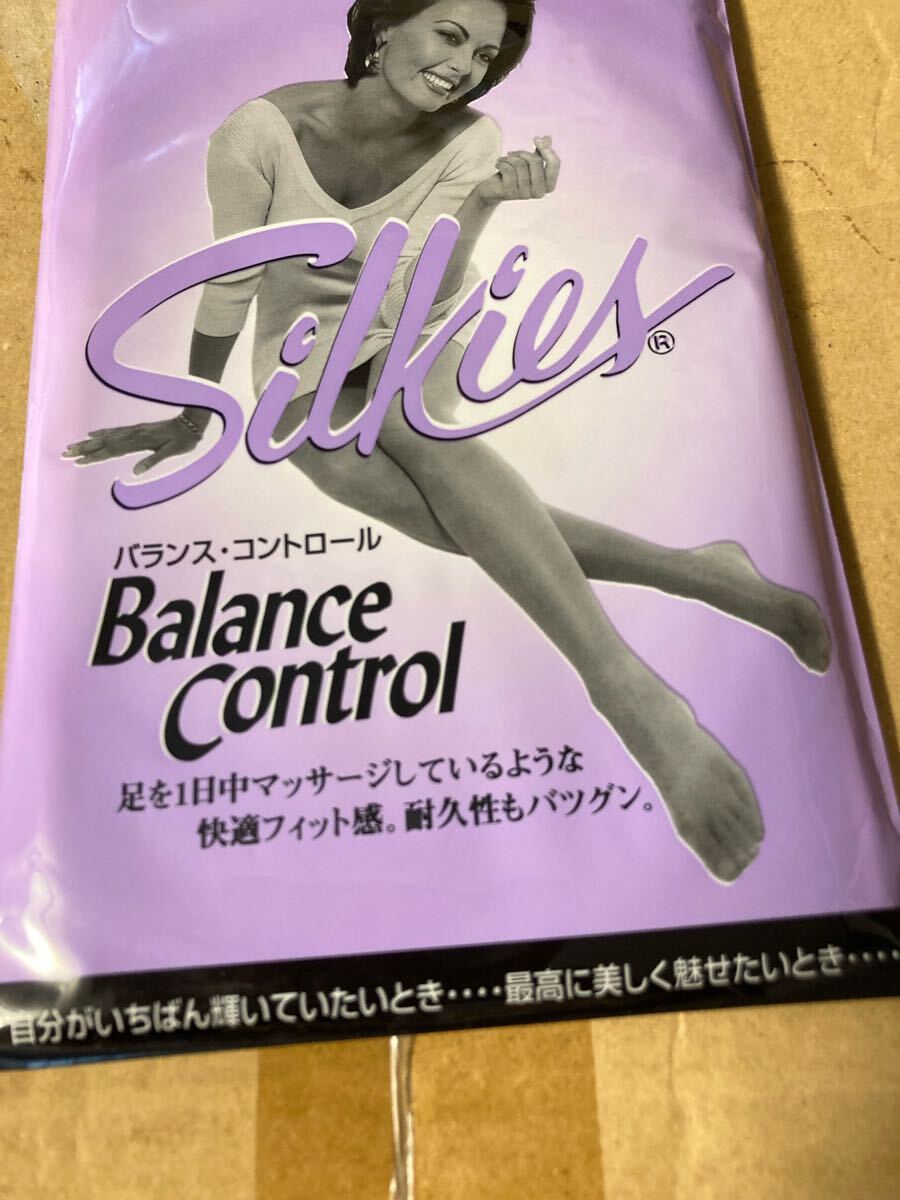 Silkies®
バランス・コントロール
Balance
Control
足を1日中マッサージしているような
快適フィット感。耐久性もバツグン。
自分がいちばん輝いていたいとき‥‥最高に美しく魅せたいとき‥‥